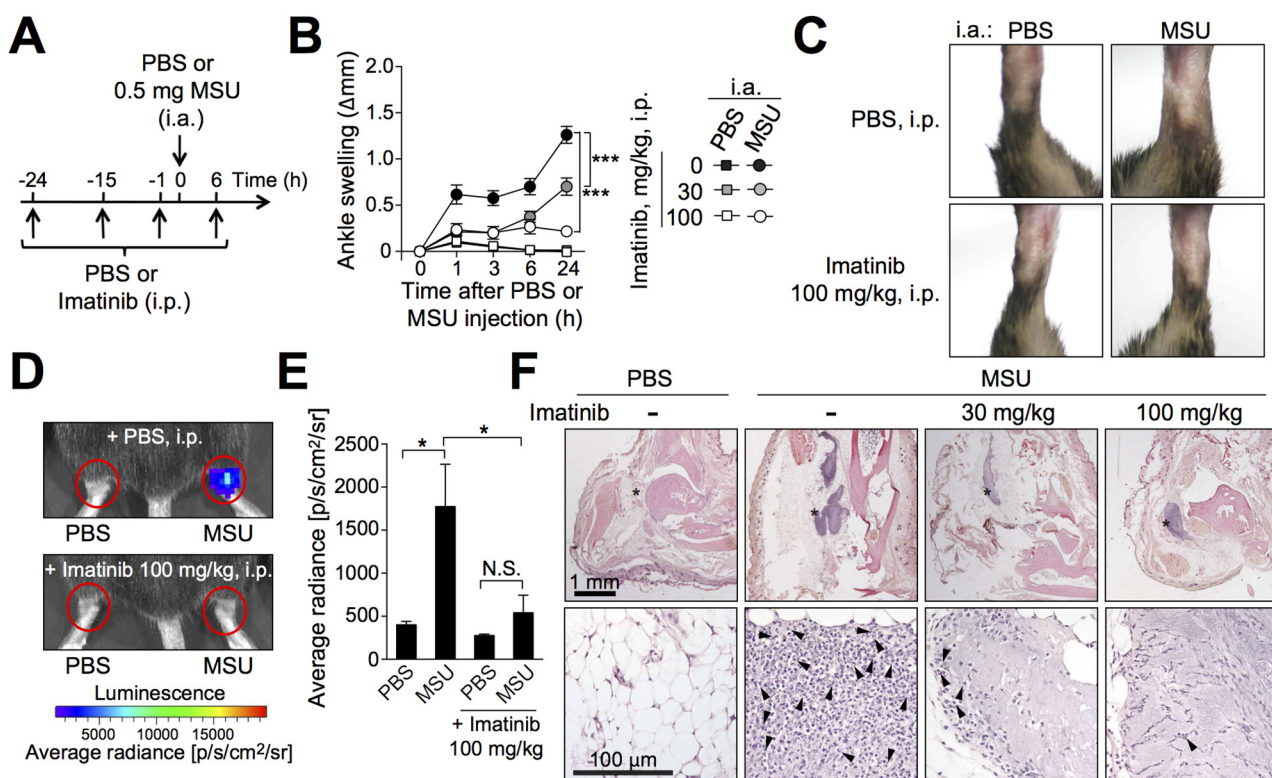 A
PBS or
0.5 mg MSU
(i.a.)
-24 -15 -1 0 6 Time (h)
PBS or
Imatinib (i.p.)
B
Ankle swelling (Δmm)
2.0
1.5
1.0
0.5
0
0 1 3 6 24
Time after PBS or
MSU injection (h)
***
***
Imatinib, mg/kg, i.p.
i.a.
PBS MSU
0
30
100
C
i.a.: PBS MSU
PBS, i.p.
Imatinib
100 mg/kg, i.p.
D
+ PBS, i.p.
PBS MSU
+ Imatinib 100 mg/kg, i.p.
PBS MSU
Luminescence
5000 10000 15000
Average radiance [p/s/cm²/sr]
E
Average radiance [p/s/cm²/sr]
2500
2000
1500
1000
500
0
* *
N.S.
PBS MSU PBS MSU
+ Imatinib
100 mg/kg
F
PBS MSU
Imatinib - - 30 mg/kg 100 mg/kg
* * * *
1 mm
100 µm